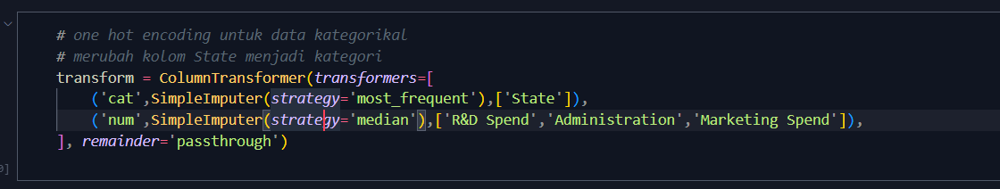 # one hot encoding untuk data kategorikal
# merubah kolom State menjadi kategori
transform = ColumnTransformer(transformers=[
    ('cat',SimpleImputer(strategy='most_frequent'),['State']),
    ('num',SimpleImputer(strategy='median'),['R&D Spend','Administration','Marketing Spend']),
], remainder='passthrough')
0]